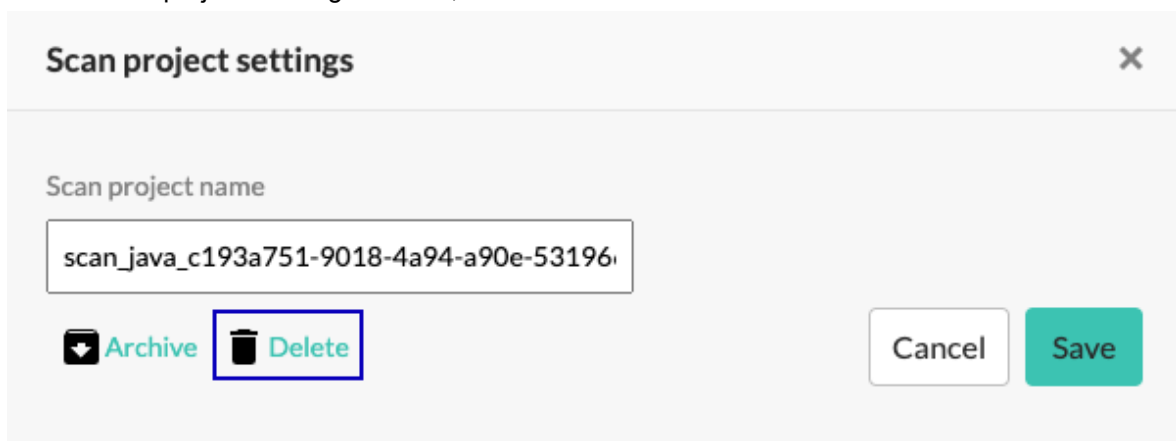 Scan project settings
Scan project name
scan_java_c193a751-9018-4a94-a90e-53196
Archive Delete Cancel Save